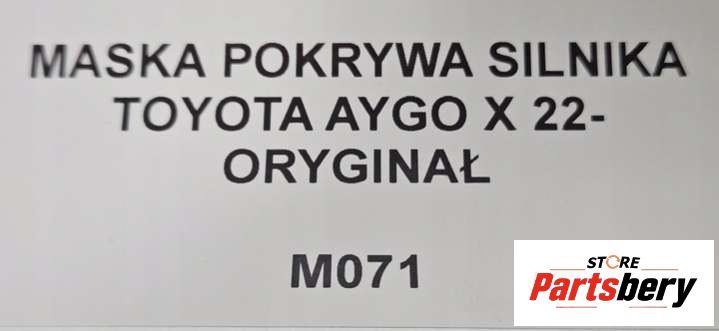 MASKA POKRYWA SILNIKA
TOYOTA AYGO X 22-
ORYGINAŁ
M071
STORE
Partsbery